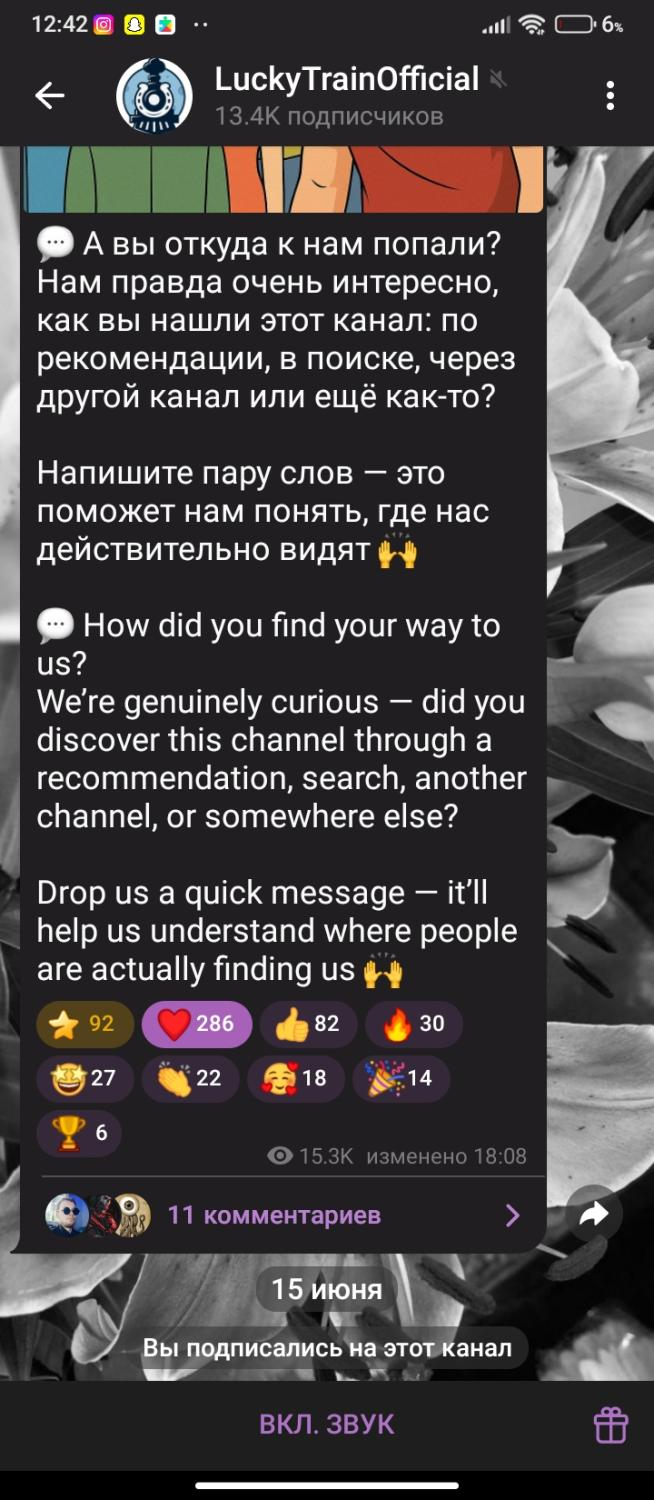 12:42
6%
LuckyTrainOfficial
13.4K подписчиков
💬 А вы откуда к нам попали?
Нам правда очень интересно,
как вы нашли этот канал: по
рекомендации, в поиске, через
другой канал или ещё как-то?
Напишите пару слов — это
поможет нам понять, где нас
действительно видят 🙌
💬 How did you find your way to
us?
We’re genuinely curious — did you
discover this channel through a
recommendation, search, another
channel, or somewhere else?
Drop us a quick message — it’ll
help us understand where people
are actually finding us 🙌
⭐ 92 ❤️ 286 👍 82 🔥 30
🤩 27 👏 22 🥰 18 🎉 14
🏆 6
15.3K изменено 18:08
11 комментариев
15 июня
Вы подписались на этот канал
ВКЛ. ЗВУК